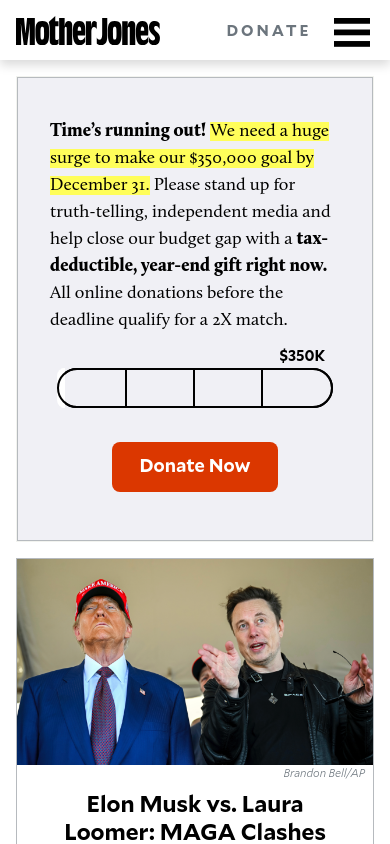 Mother Jones
DONATE
Time’s running out! We need a huge
surge to make our $350,000 goal by
December 31. Please stand up for
truth-telling, independent media and
help close our budget gap with a tax-
deductible, year-end gift right now.
All online donations before the
deadline qualify for a 2X match.
$350K
Donate Now
SPACEX
Brandon Bell/AP
Elon Musk vs. Laura
Loomer: MAGA Clashes